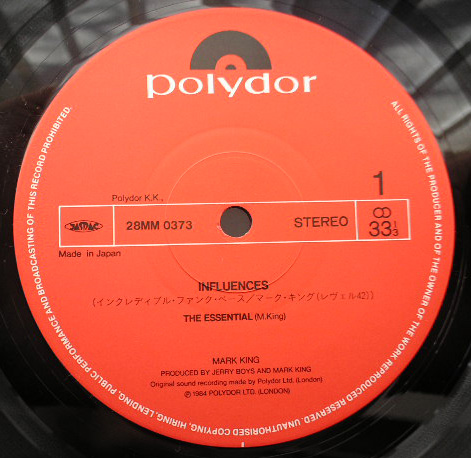 polydor
1
Polydor K.K.,
28MM 0373
STEREO
33 1/3
Made in Japan
INFLUENCES
(インクレディブル・ファンク・ベース／マーク・キング(レヴェル42))
THE ESSENTIAL (M.King)
MARK KING
PRODUCED BY JERRY BOYS AND MARK KING
Original sound recording made by Polydor Ltd. (London)
℗ 1984 POLYDOR LTD. (LONDON)
ALL RIGHTS OF THE PRODUCER AND OF THE OWNER OF THE WORK REPRODUCED RESERVED. UNAUTHORISED COPYING, HIRING, LENDING, PUBLIC PERFORMANCE AND BROADCASTING OF THIS RECORD PROHIBITED.